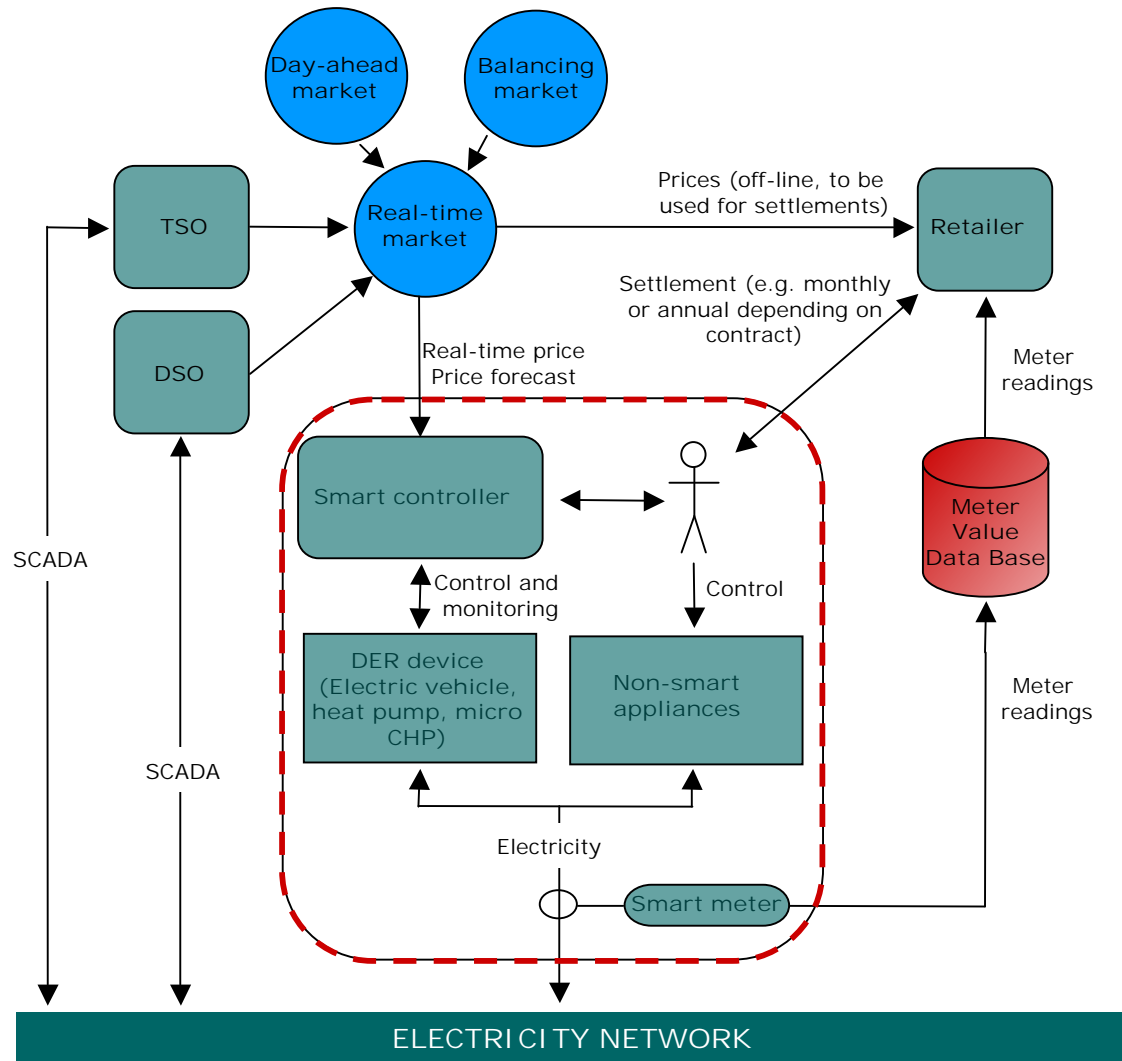 Day-ahead
market
Balancing
market
Prices (off-line, to be
used for settlements)
TSO
Real-time
market
Retailer
Settlement (e.g. monthly
or annual depending on
contract)
DSO
Real-time price
Price forecast
Meter
readings
Smart controller
Meter
Value
Data Base
SCADA
Control and
monitoring
Control
DER device
(Electric vehicle,
heat pump, micro
CHP)
Non-smart
appliances
Meter
readings
SCADA
Electricity
Smart meter
ELECTRICITY NETWORK